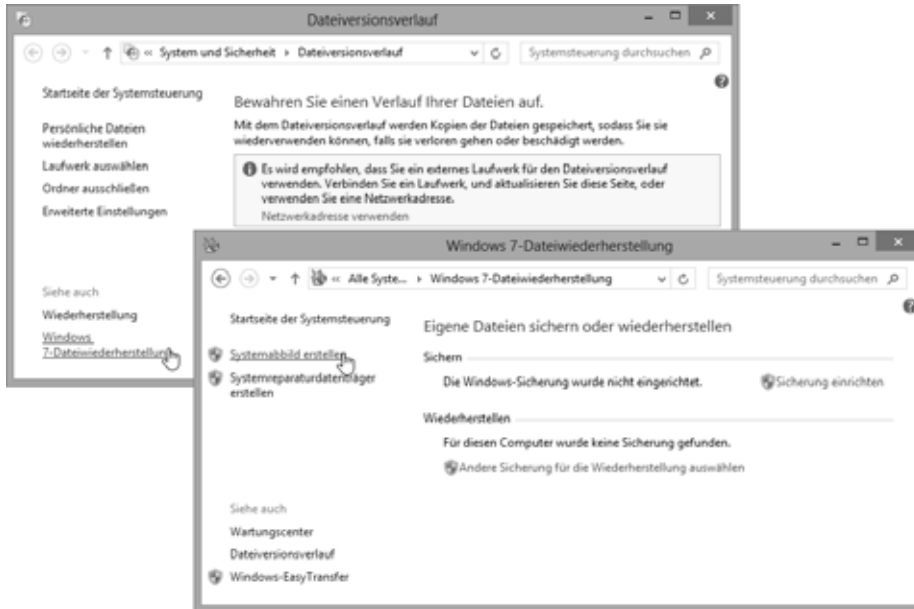 Dateiversionsverlauf
« System und Sicherheit › Dateiversionsverlauf
Systemsteuerung durchsuchen
Startseite der Systemsteuerung
Persönliche Dateien
wiederherstellen
Laufwerk auswählen
Ordner ausschließen
Erweiterte Einstellungen
Siehe auch
Wiederherstellung
Windows
7-Dateiwiederherstellung
Bewahren Sie einen Verlauf Ihrer Dateien auf.
Mit dem Dateiversionsverlauf werden Kopien der Dateien gespeichert, sodass Sie sie
wiederverwenden können, falls sie verloren gehen oder beschädigt werden.
Es wird empfohlen, dass Sie ein externes Laufwerk für den Dateiversionsverlauf
verwenden. Verbinden Sie ein Laufwerk, und aktualisieren Sie diese Seite, oder
verwenden Sie eine Netzwerkadresse.
Netzwerkadresse verwenden
Windows 7-Dateiwiederherstellung
« Alle Syste... › Windows 7-Dateiwiederherstellung
Systemsteuerung durchsuchen
Startseite der Systemsteuerung
Systemabbild erstellen
Systemreparaturdatenträger
erstellen
Siehe auch
Wartungscenter
Dateiversionsverlauf
Windows-EasyTransfer
Eigene Dateien sichern oder wiederherstellen
Sichern
Die Windows-Sicherung wurde nicht eingerichtet.
Sicherung einrichten
Wiederherstellen
Für diesen Computer wurde keine Sicherung gefunden.
Andere Sicherung für die Wiederherstellung auswählen